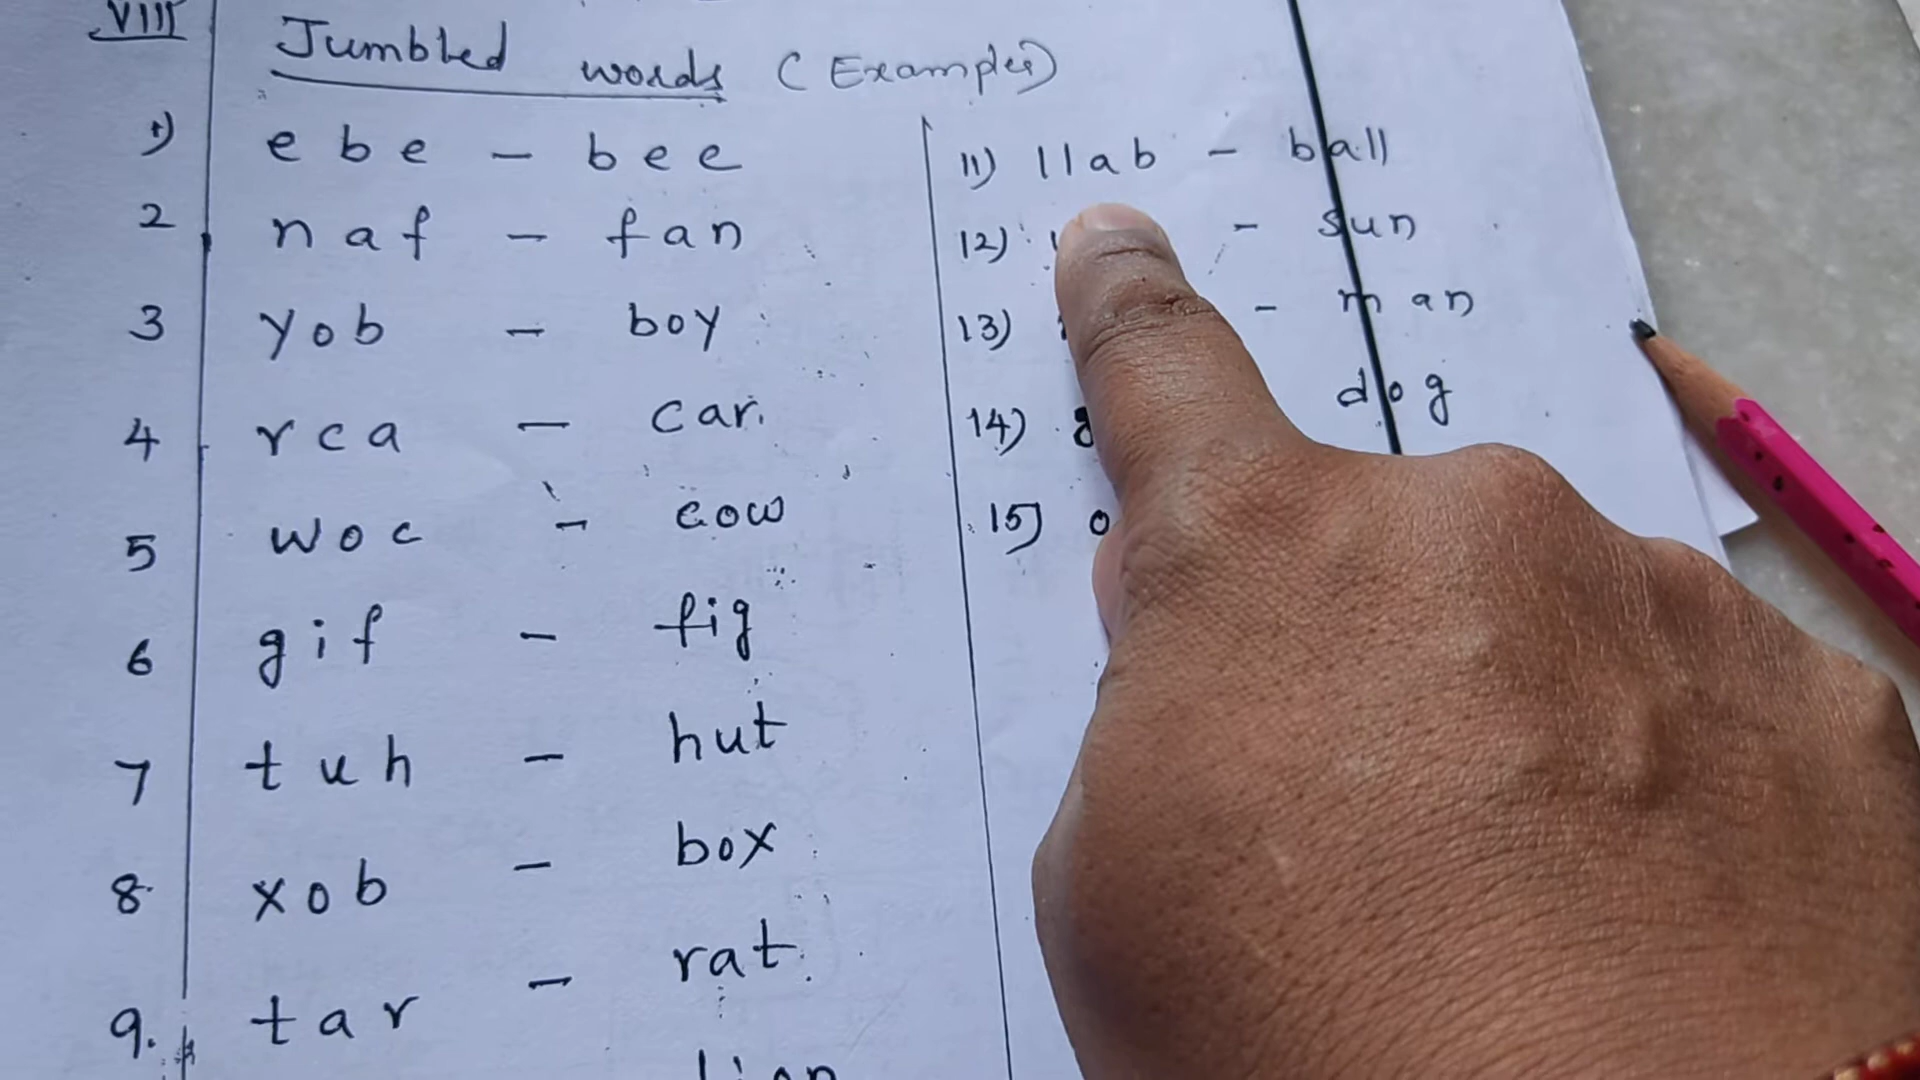 VIII
Jumbled words (Examples)
1) ebe - bee
2 naf - fan
3 yob - boy
4 rca - car.
5 woc - cow
6 gif - fig
7 tuh - hut
8. xob - box
9. tar - rat.
lion
11) llab - ball
12) - sun
13) - man
14) dog
15) o